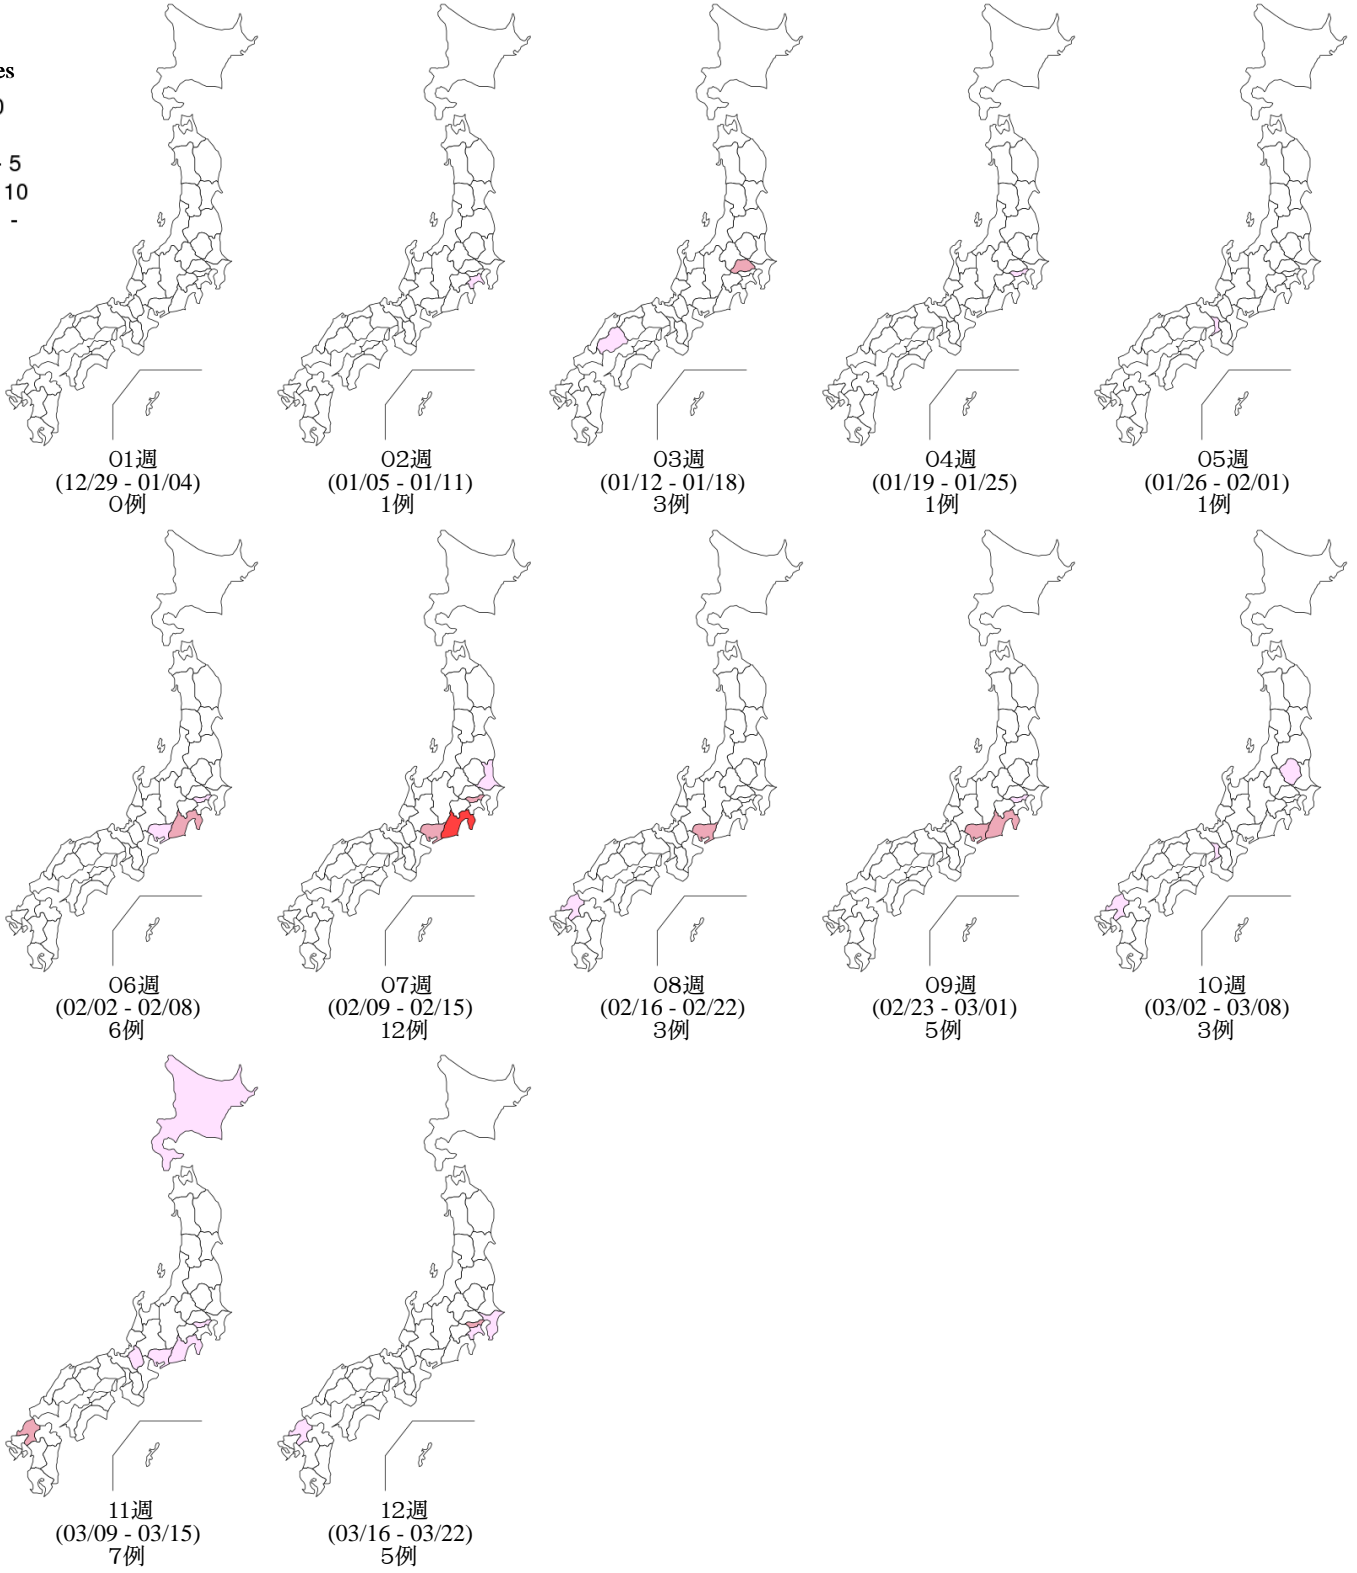 es
0
- 5
10
-
01週
(12/29 - 01/04)
0例
02週
(01/05 - 01/11)
1例
03週
(01/12 - 01/18)
3例
04週
(01/19 - 01/25)
1例
05週
(01/26 - 02/01)
1例
06週
(02/02 - 02/08)
6例
07週
(02/09 - 02/15)
12例
08週
(02/16 - 02/22)
3例
09週
(02/23 - 03/01)
5例
10週
(03/02 - 03/08)
3例
11週
(03/09 - 03/15)
7例
12週
(03/16 - 03/22)
5例